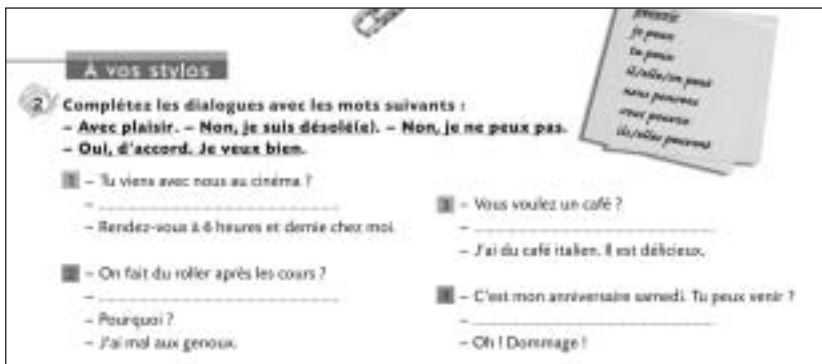 pouvoir
je peux
tu peux
il/elle/on peut
nous pouvons
vous pouvez
ils/elles peuvent
À vos stylos
2 Complétez les dialogues avec les mots suivants :
– Avec plaisir. – Non, je suis désolé(e). – Non, je ne peux pas.
– Oui, d'accord. Je veux bien.
1 – Tu viens avec nous au cinéma ?
–
– Rendez-vous à 6 heures et demie chez moi.
2 – On fait du roller après les cours ?
–
– Pourquoi ?
– J'ai mal aux genoux.
3 – Vous voulez un café ?
–
– J'ai du café italien. Il est délicieux.
4 – C'est mon anniversaire samedi. Tu peux venir ?
–
– Oh ! Dommage !